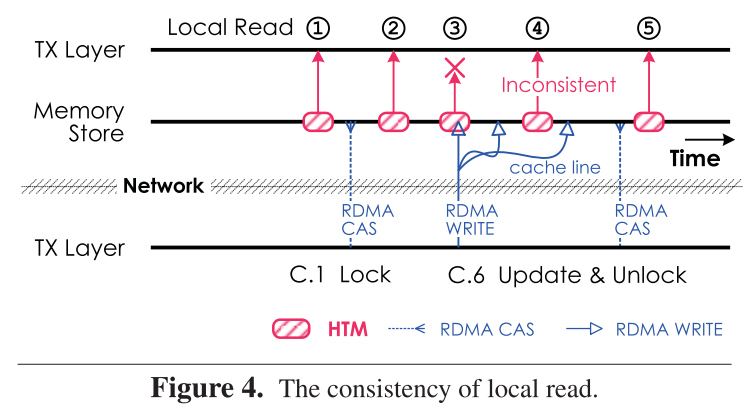 Local Read ① ② ③ ④ ⑤
TX Layer
Inconsistent
Memory
Store
Time
cache line
Network
RDMA
CAS
RDMA
WRITE
RDMA
CAS
TX Layer
C.1 Lock
C.6 Update & Unlock
HTM
RDMA CAS
RDMA WRITE
Figure 4. The consistency of local read.